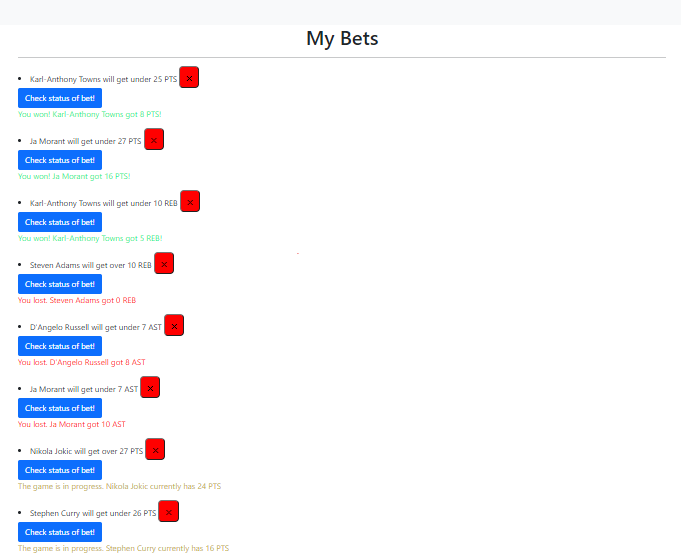 My Bets
Karl-Anthony Towns will get under 25 PTS ×
Check status of bet!
You won! Karl-Anthony Towns got 8 PTS!
Ja Morant will get under 27 PTS ×
Check status of bet!
You won! Ja Morant got 16 PTS!
Karl-Anthony Towns will get under 10 REB ×
Check status of bet!
You won! Karl-Anthony Towns got 5 REB!
Steven Adams will get over 10 REB ×
Check status of bet!
You lost. Steven Adams got 0 REB
D'Angelo Russell will get under 7 AST ×
Check status of bet!
You lost. D'Angelo Russell got 8 AST
Ja Morant will get under 7 AST ×
Check status of bet!
You lost. Ja Morant got 10 AST
Nikola Jokic will get over 27 PTS ×
Check status of bet!
The game is in progress. Nikola Jokic currently has 24 PTS
Stephen Curry will get under 26 PTS ×
Check status of bet!
The game is in progress. Stephen Curry currently has 16 PTS